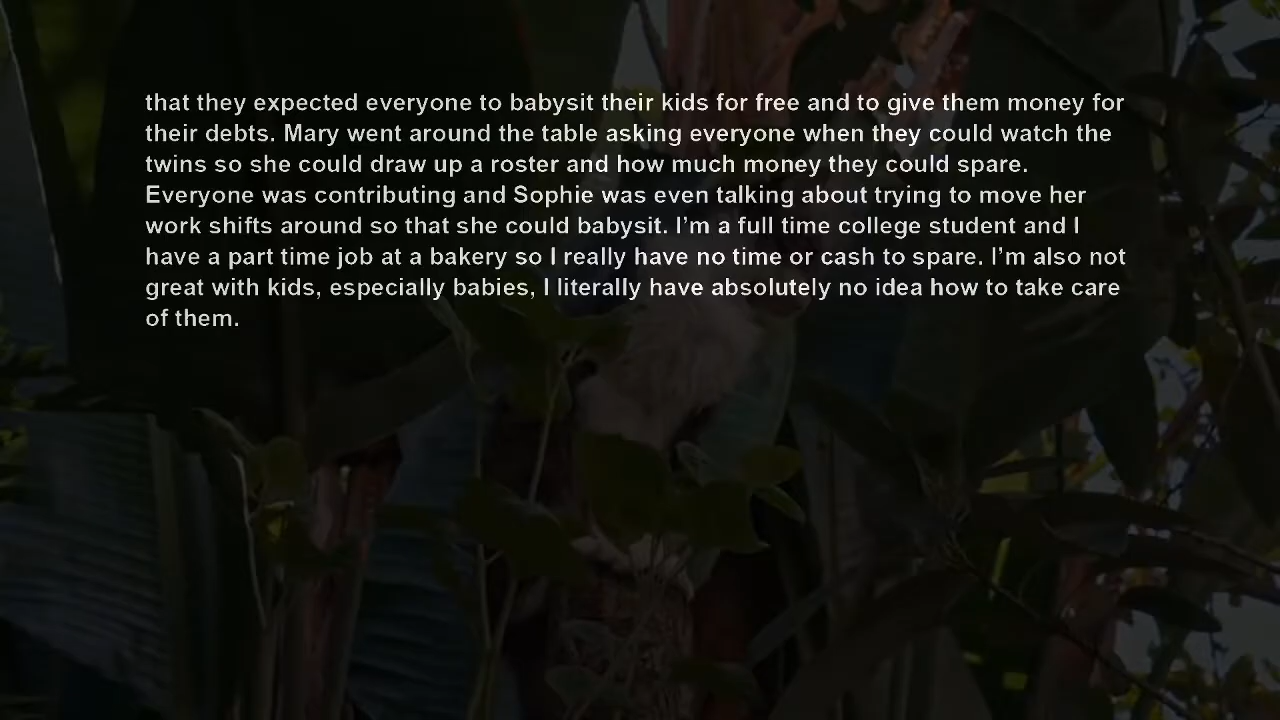 that they expected everyone to babysit their kids for free and to give them money for
their debts. Mary went around the table asking everyone when they could watch the
twins so she could draw up a roster and how much money they could spare.
Everyone was contributing and Sophie was even talking about trying to move her
work shifts around so that she could babysit. I’m a full time college student and I
have a part time job at a bakery so I really have no time or cash to spare. I’m also not
great with kids, especially babies, I literally have absolutely no idea how to take care
of them.